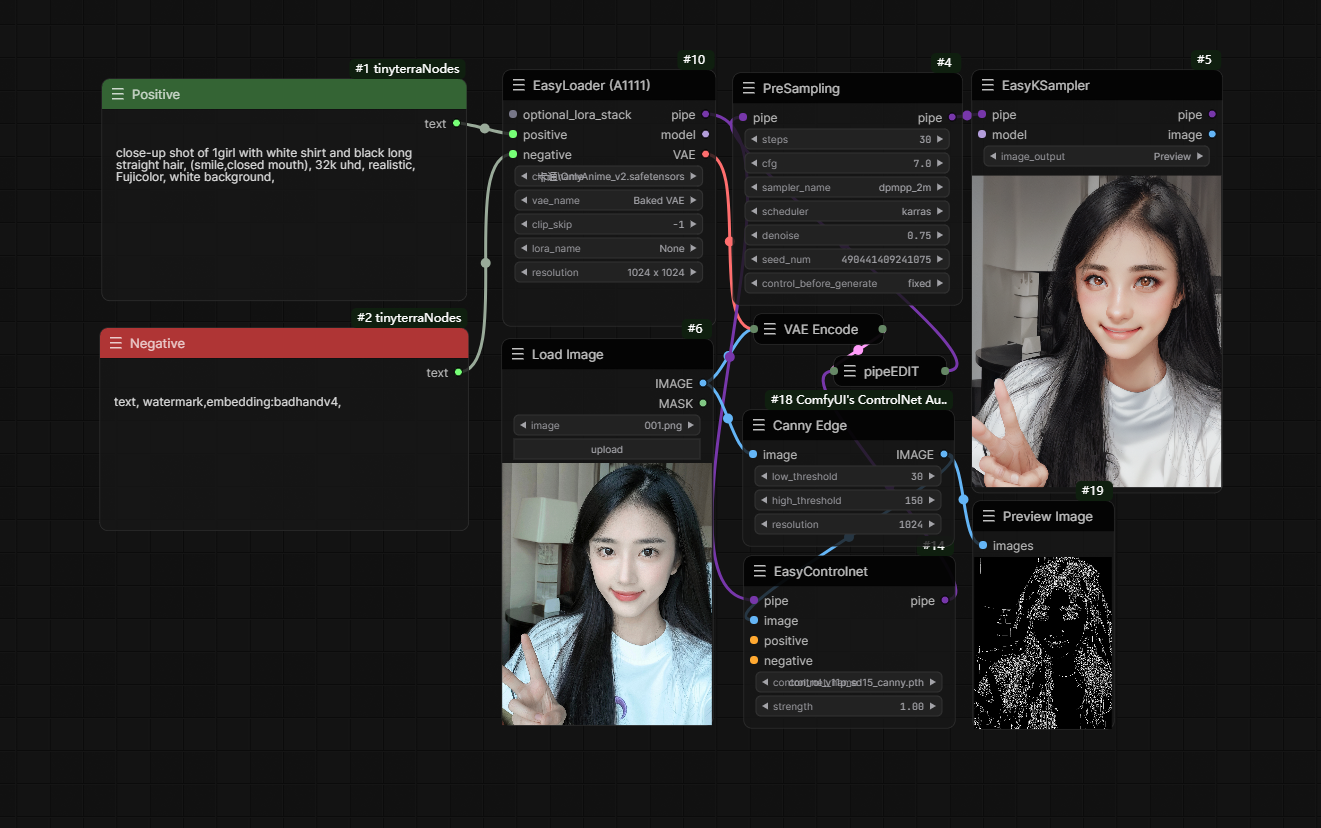 #1 tinyterraNodes
Positive
text
close-up shot of 1girl with white shirt and black long
straight hair, (smile,closed mouth), 32k uhd, realistic,
Fujicolor, white background,
#2 tinyterraNodes
Negative
text
text, watermark,embedding:badhandv4,
#10
EasyLoader (A1111)
optional_lora_stack pipe
positive model
negative VAE
OnlyAnime_v2.safetensors
vae_name Baked VAE
clip_skip -1
lora_name None
resolution 1024 x 1024
#6
Load Image
IMAGE
MASK
image 001.png
upload
#4
PreSampling
pipe pipe
steps 30
cfg 7.0
sampler_name dpmpp_2m
scheduler karras
denoise 0.75
seed_num 490441409241075
control_before_generate fixed
VAE Encode
pipeEDIT
#18 ComfyUI's ControlNet Au..
Canny Edge
image IMAGE
low_threshold 30
high_threshold 150
resolution 1024
#14
EasyControlnet
pipe pipe
image
positive
negative
sd15_canny.pth
strength 1.00
#5
EasyKSampler
pipe pipe
model image
image_output Preview
#19
Preview Image
images